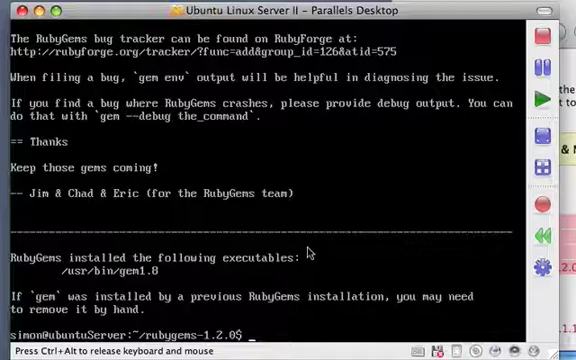 Ubuntu Linux Server II - Parallels Desktop
The RubyGems bug tracker can be found on RubyForge at:
http://rubyforge.org/tracker/?func=add&group_id=126&atid=575
When filing a bug, `gem env` output will be helpful in diagnosing the issue.
If you find a bug where RubyGems crashes, please provide debug output. You can
do that with `gem --debug the_command`.
== Thanks
Keep those gems coming!
-- Jim & Chad & Eric (for the RubyGems team)
RubyGems installed the following executables:
/usr/bin/gem1.8
If `gem` was installed by a previous RubyGems installation, you may need
to remove it by hand.
simon@ubuntuServer:~/rubygems-1.2.0$ _
Press Ctrl+Alt to release keyboard and mouse